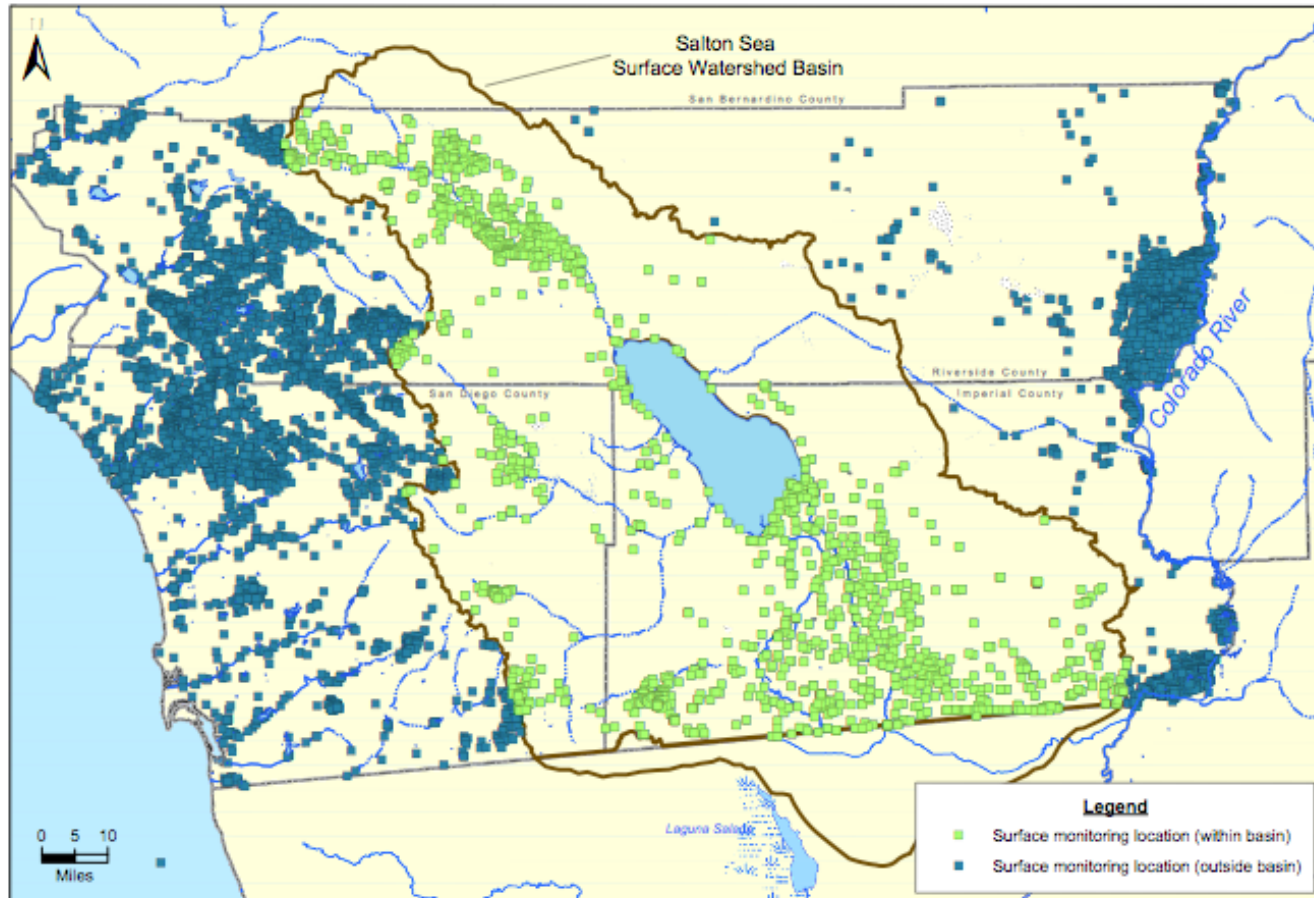 Salton Sea
Surface Watershed Basin
San Bernardino County
Colorado River
Riverside County
San Diego County
Imperial County
Laguna Salada
0 5 10
Miles
Legend
Surface monitoring location (within basin)
Surface monitoring location (outside basin)